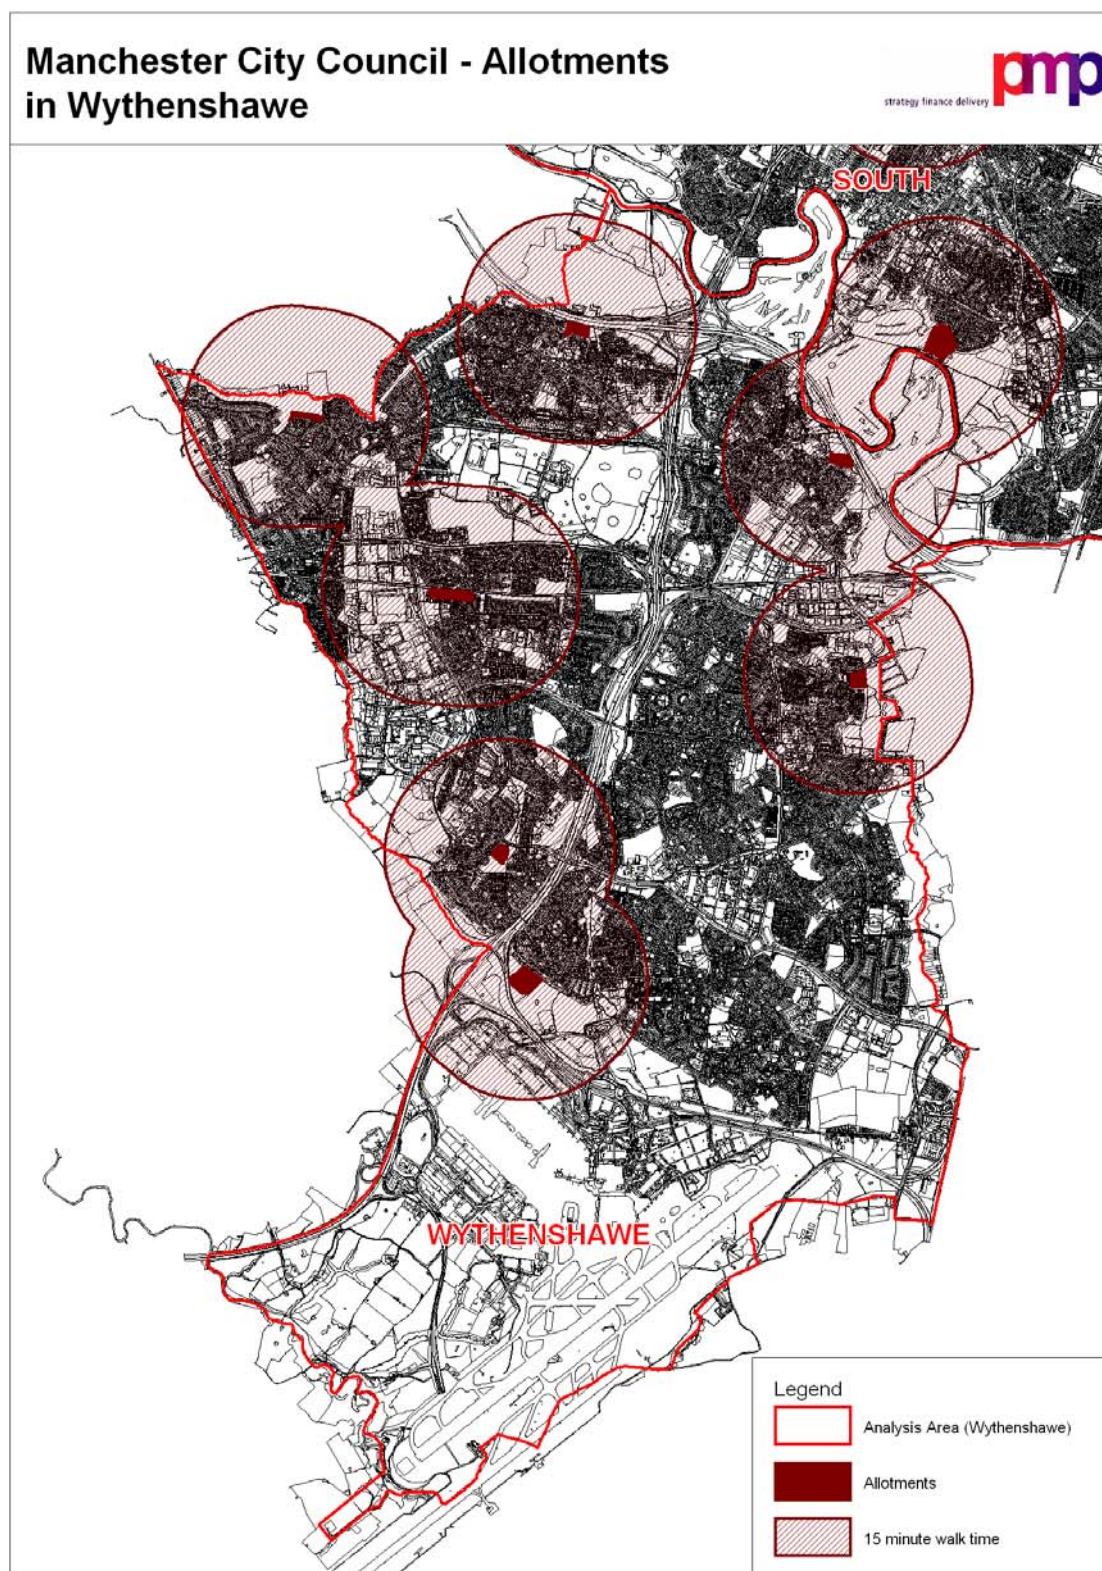 Manchester City Council - Allotments
in Wythenshawe
strategy finance delivery pmp
SOUTH
WYTHENSHAWE
Legend
Analysis Area (Wythenshawe)
Allotments
15 minute walk time